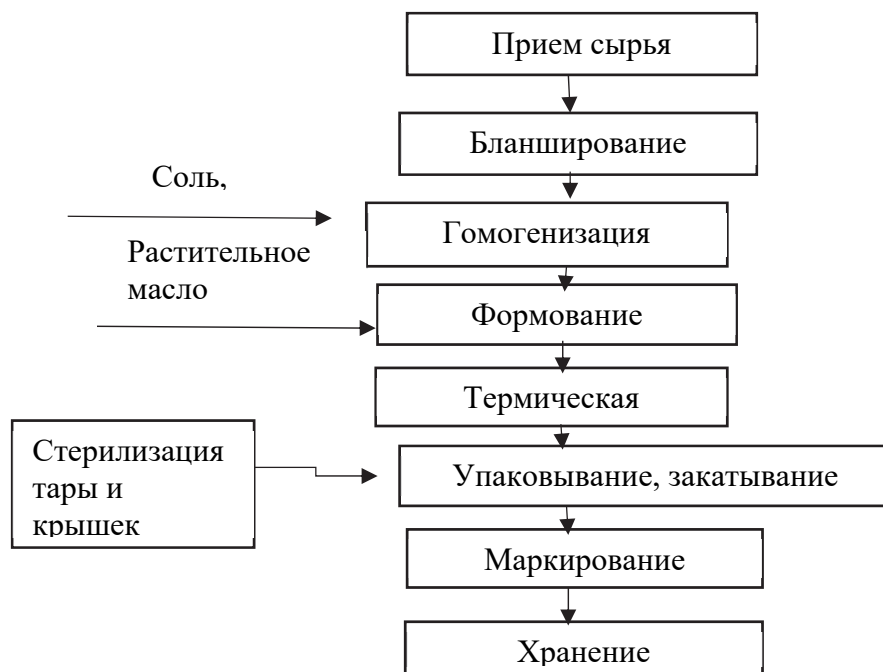 Прием сырья
Бланширование
Соль,
Гомогенизация
Растительное
масло
Формование
Термическая
Стерилизация
тары и
крышек
Упаковывание, закатывание
Маркирование
Хранение